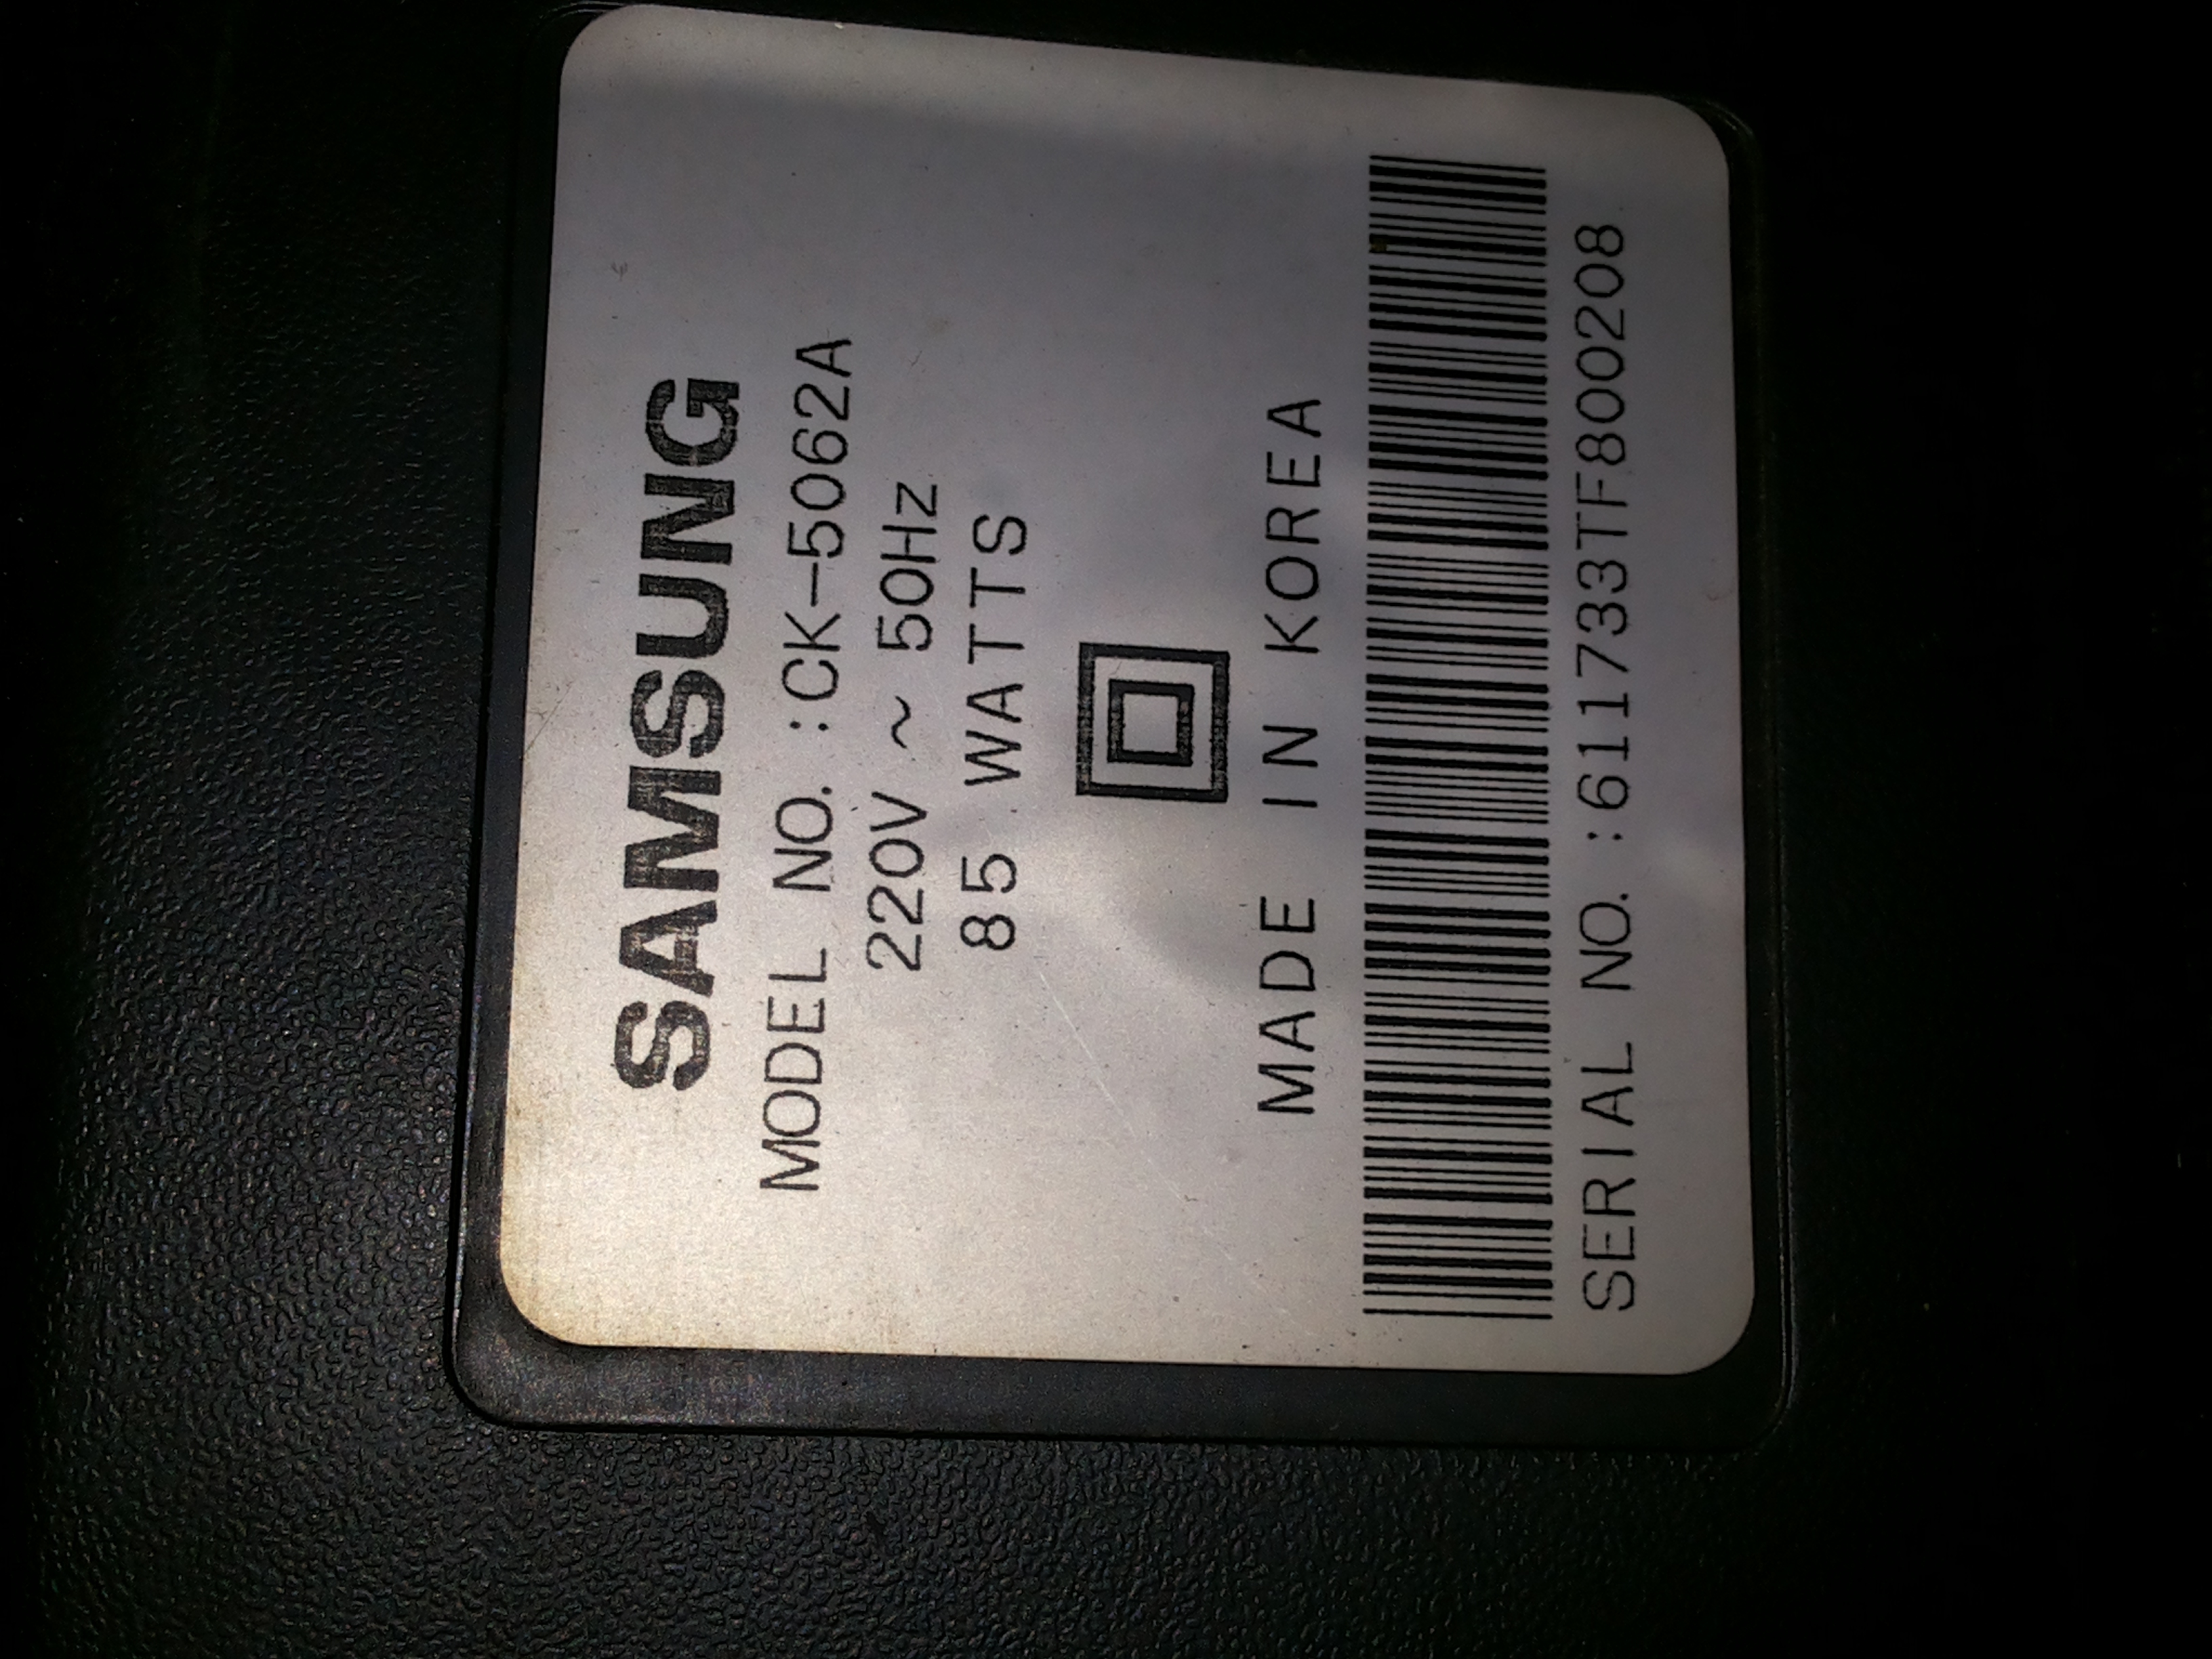 SAMSUNG
MODEL NO. :CK-5062A
220V ~ 50Hz
85 WATTS
MADE IN KOREA
SERIAL NO. :611733TF800208